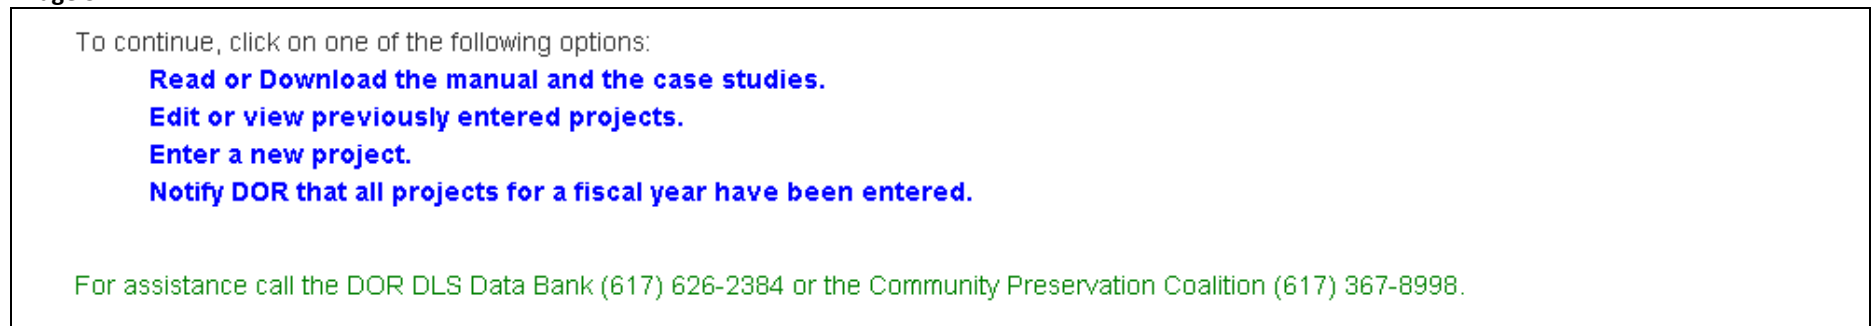 To continue, click on one of the following options:
Read or Download the manual and the case studies.
Edit or view previously entered projects.
Enter a new project.
Notify DOR that all projects for a fiscal year have been entered.
For assistance call the DOR DLS Data Bank (617) 626-2384 or the Community Preservation Coalition (617) 367-8998.